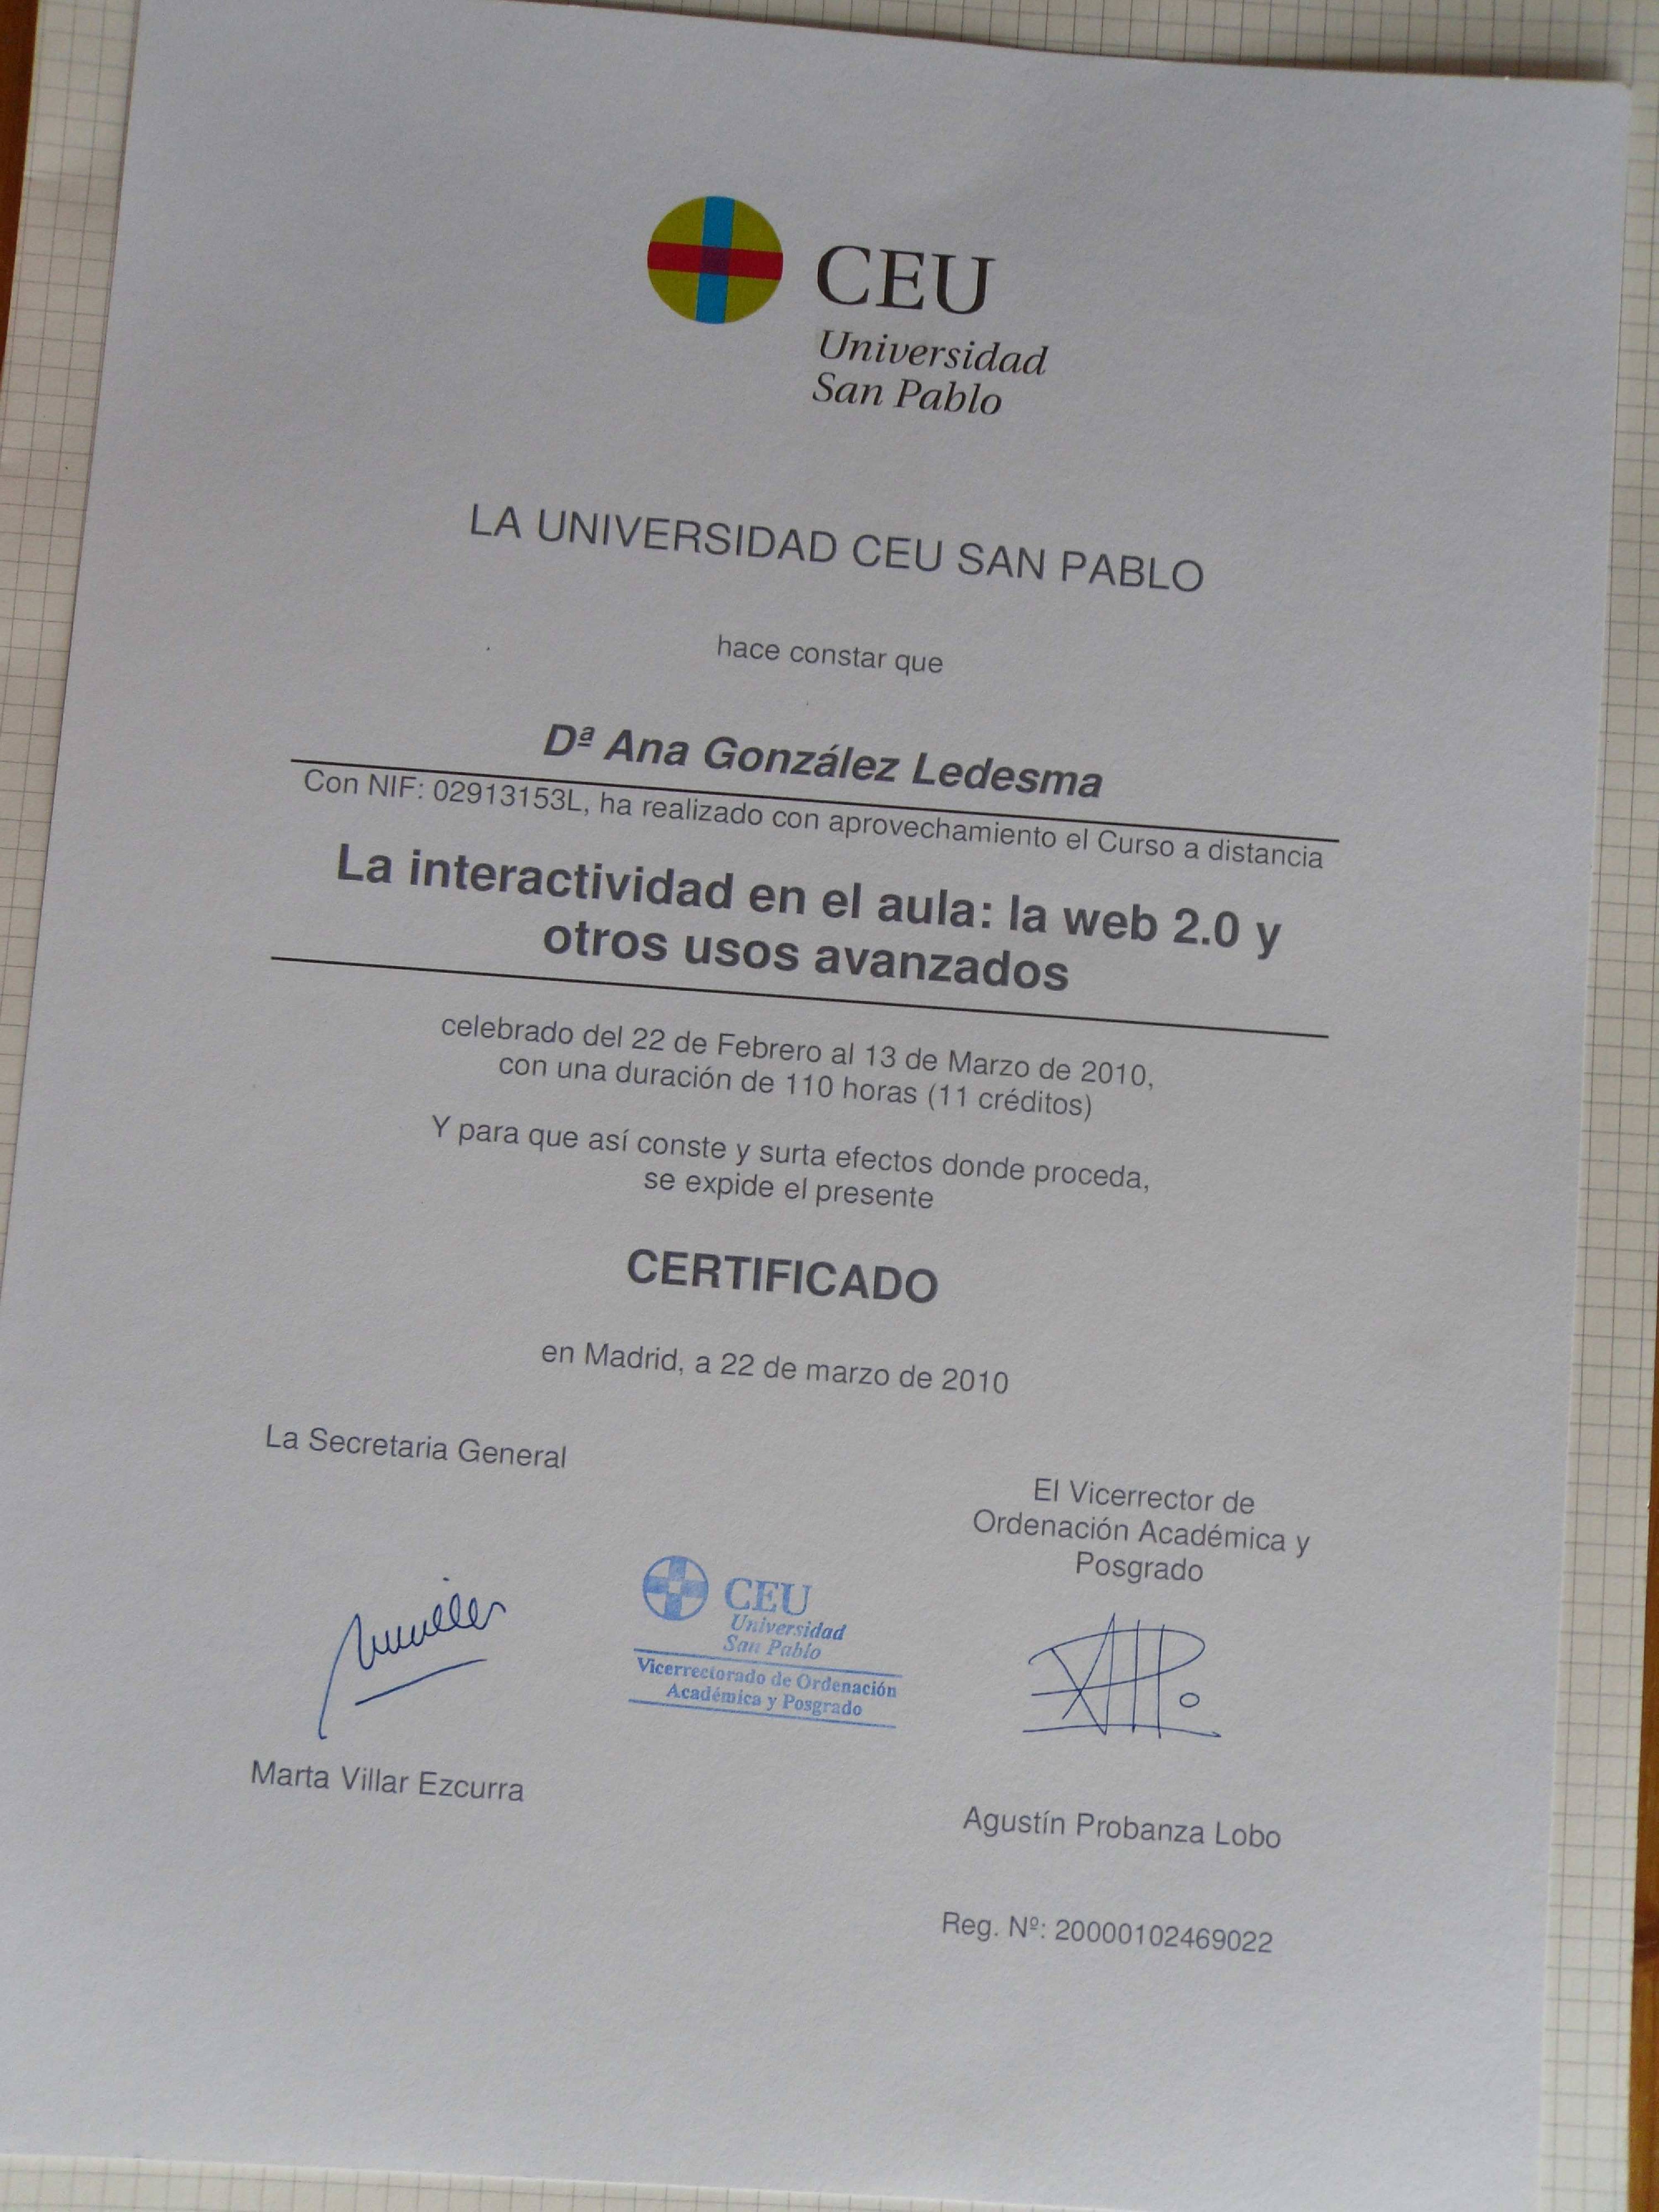 CEU
Universidad
San Pablo
LA UNIVERSIDAD CEU SAN PABLO
hace constar que
Dª Ana González Ledesma
Con NIF: 02913153L, ha realizado con aprovechamiento el Curso a distancia
La interactividad en el aula: la web 2.0 y
otros usos avanzados
celebrado del 22 de Febrero al 13 de Marzo de 2010,
con una duración de 110 horas (11 créditos)
Y para que así conste y surta efectos donde proceda,
se expide el presente
CERTIFICADO
en Madrid, a 22 de marzo de 2010
La Secretaria General
El Vicerrector de
Ordenación Académica y
Posgrado
CEU
Universidad
San Pablo
Vicerrectorado de Ordenación
Académica y Posgrado
Marta Villar Ezcurra
Agustín Probanza Lobo
Reg. Nº: 20000102469022